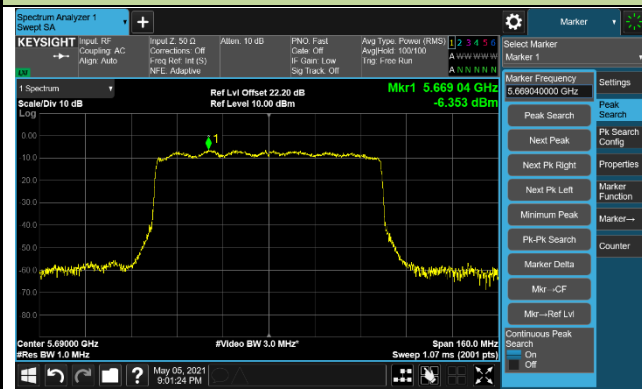 Spectrum Analyzer 1
Swept SA
+
Marker
KEYSIGHT
Input: RF
Coupling: AC
Align: Auto
Input Z: 50 Ω
Corrections: Off
Freq Ref: Int (S)
NFE: Adaptive
Atten: 10 dB
PNO: Fast
Gate: Off
IF Gain: Low
Sig Track: Off
Avg Type: Power (RMS)
Avg|Hold: 100/100
Trig: Free Run
1 2 3 4 5 6
A W W W W W
A N N N N N
LW
Select Marker
Marker 1
1 Spectrum
Scale/Div 10 dB
Log
Ref Lvl Offset 22.20 dB
Ref Level 10.00 dBm
Mkr1 5.669 04 GHz
-6.353 dBm
1
0.00
-10.0
-20.0
-30.0
-40.0
-50.0
-60.0
-70.0
-80.0
Center 5.69000 GHz
#Res BW 1.0 MHz
#Video BW 3.0 MHz*
Span 160.0 MHz
Sweep 1.07 ms (2001 pts)
Marker Frequency
5.669040000 GHz
Peak Search
Next Peak
Next Pk Right
Next Pk Left
Minimum Peak
Pk-Pk Search
Marker Delta
Mkr→CF
Mkr→Ref Lvl
Continuous Peak
Search
On
Off
Settings
Peak
Search
Pk Search
Config
Properties
Marker
Function
Marker→
Counter
?
May 05, 2021
9:01:24 PM